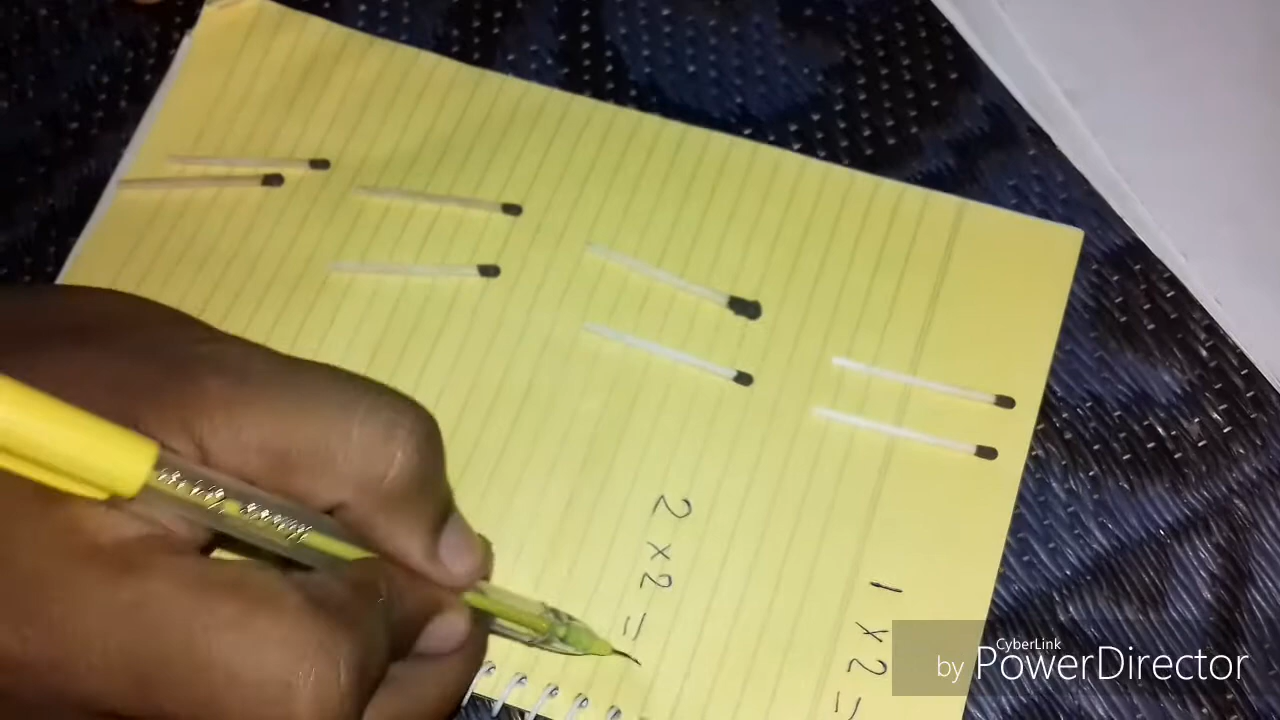 1 x 2 =
2 x 2 =
CyberLink
by PowerDirector